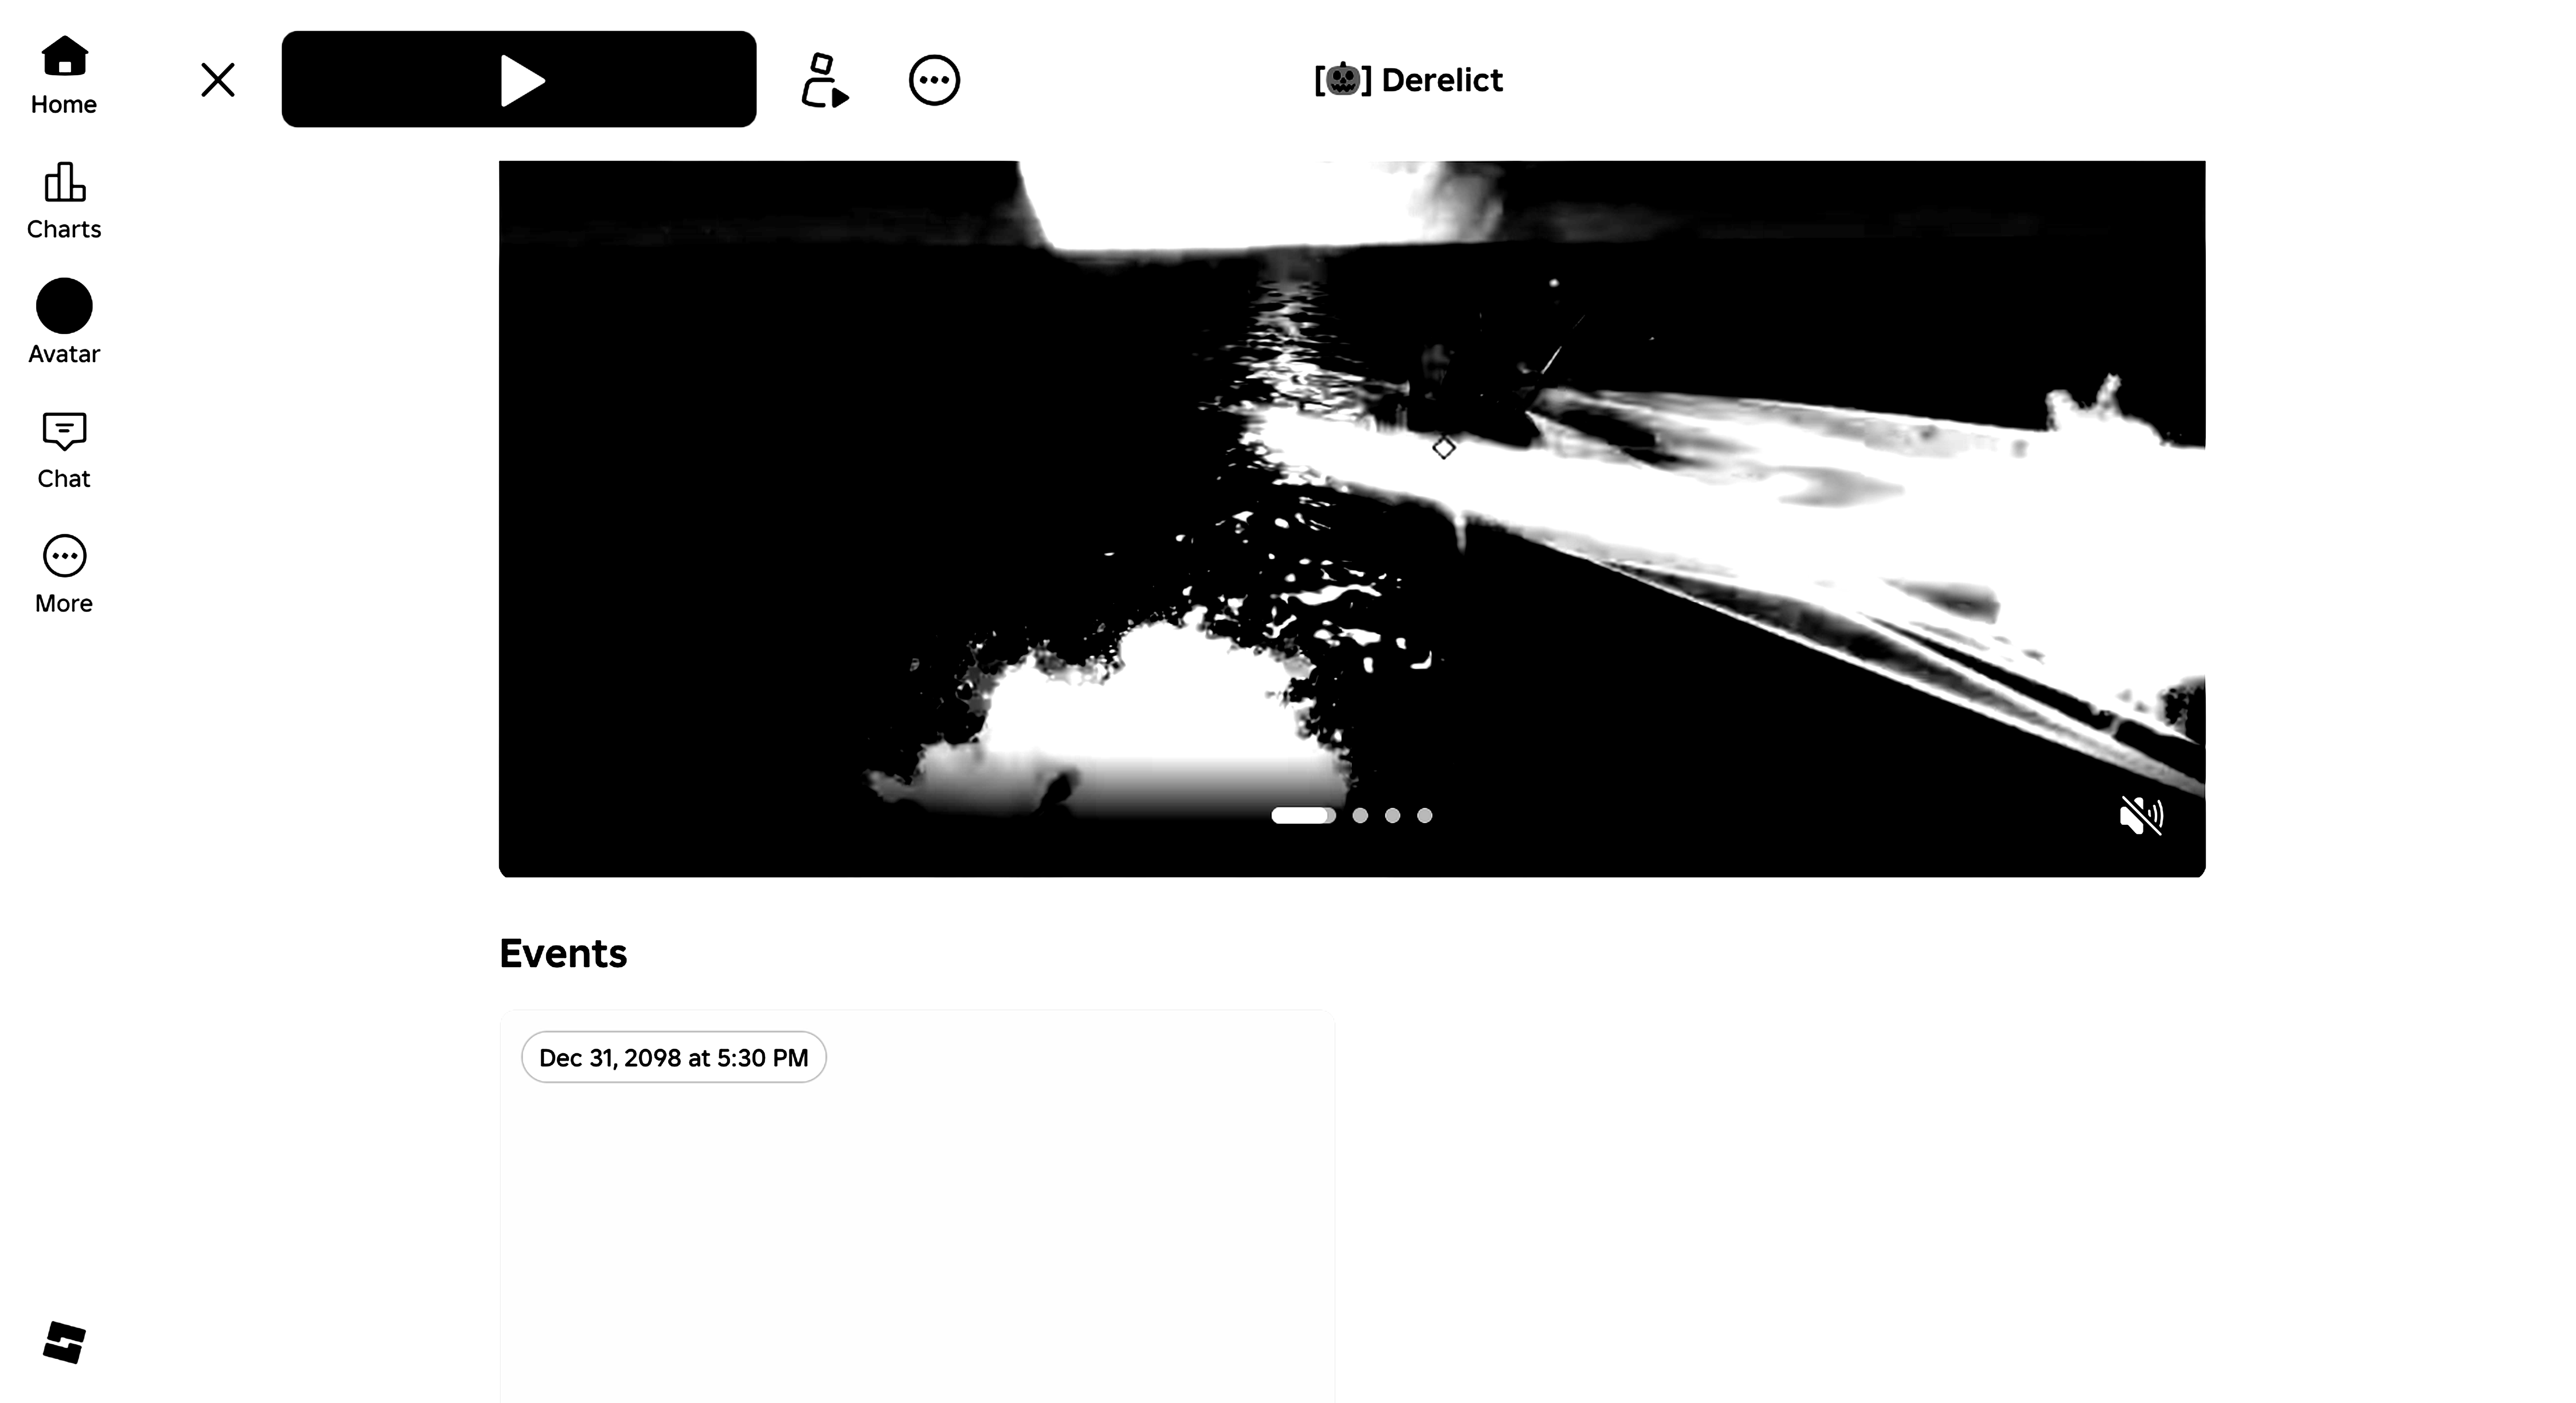 Home
Charts
Avatar
Chat
More
[🎃] Derelict
Events
Dec 31, 2098 at 5:30 PM